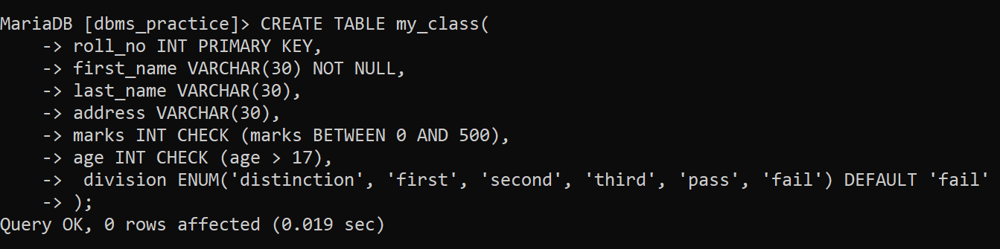 MariaDB [dbms_practice]> CREATE TABLE my_class(
    -> roll_no INT PRIMARY KEY,
    -> first_name VARCHAR(30) NOT NULL,
    -> last_name VARCHAR(30),
    -> address VARCHAR(30),
    -> marks INT CHECK (marks BETWEEN 0 AND 500),
    -> age INT CHECK (age > 17),
    ->  division ENUM('distinction', 'first', 'second', 'third', 'pass', 'fail') DEFAULT 'fail'
    -> );
Query OK, 0 rows affected (0.019 sec)